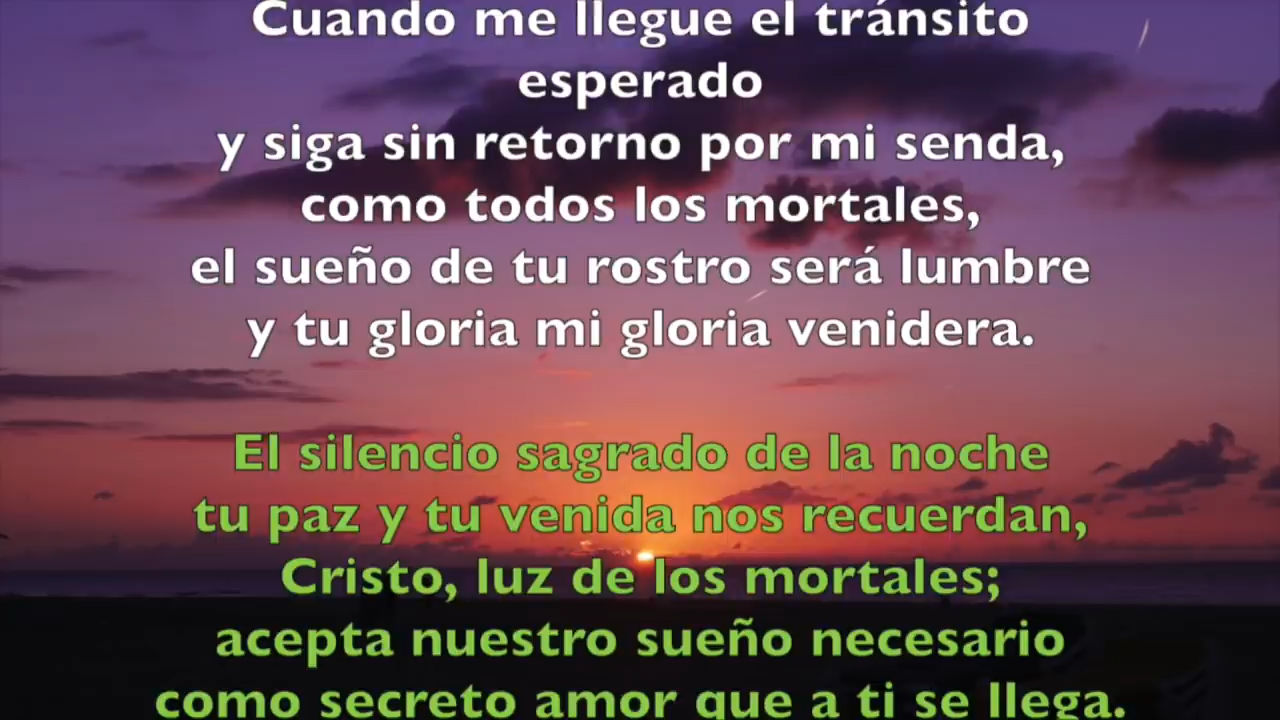 Cuando me llegue el tránsito
esperado
y siga sin retorno por mi senda,
como todos los mortales,
el sueño de tu rostro será lumbre
y tu gloria mi gloria venidera.
El silencio sagrado de la noche
tu paz y tu venida nos recuerdan,
Cristo, luz de los mortales;
acepta nuestro sueño necesario
como secreto amor que a ti se llega.